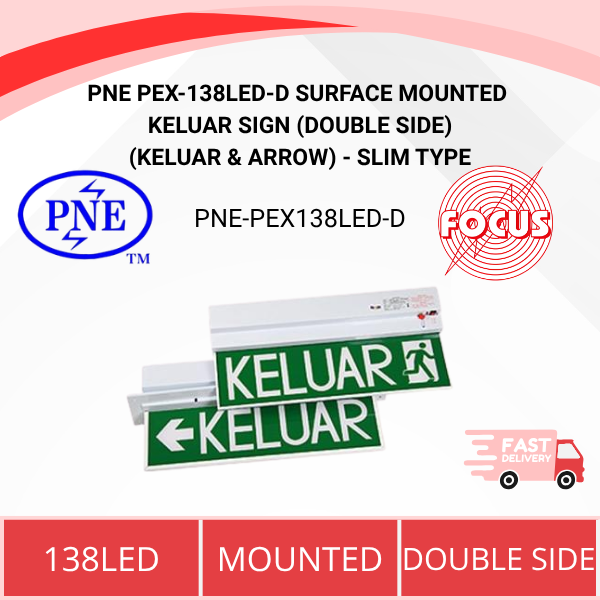 PNE PEX-138LED-D SURFACE MOUNTED
KELUAR SIGN (DOUBLE SIDE)
(KELUAR & ARROW) - SLIM TYPE
PNE
TM
PNE-PEX138LED-D
FOCUS
KELUAR
KELUAR
FAST
DELIVERY
138LED
MOUNTED
DOUBLE SIDE